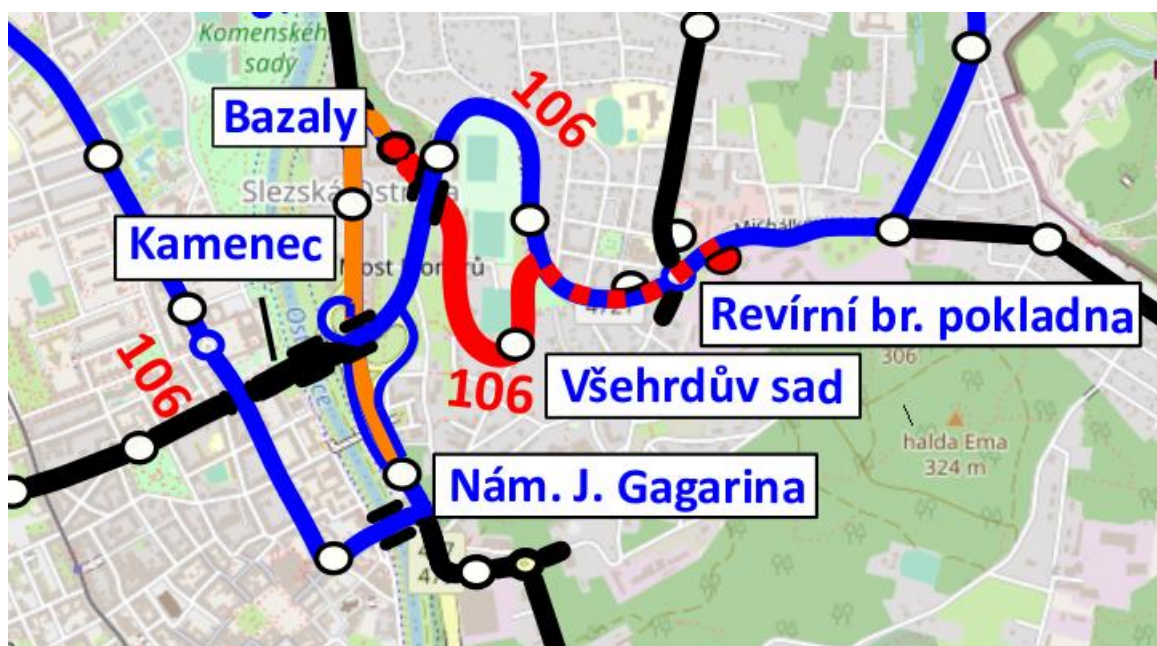 Komenského
sady
106
Bazaly
Slezská Ostrava
Kamenec
Most
Revírní br. pokladna
306
106
Všehrdův sad
106
halda Ema
324 m
Nám. J. Gagarina